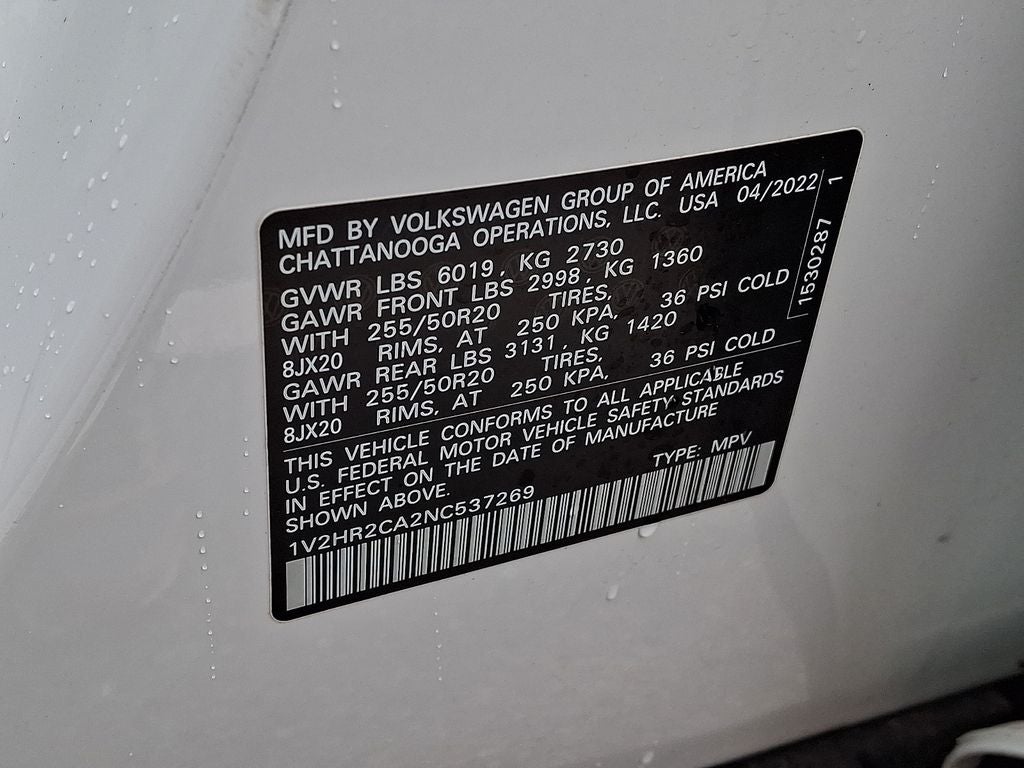 MFD BY VOLKSWAGEN GROUP OF AMERICA
CHATTANOOGA OPERATIONS, LLC. USA 04/2022
GVWR LBS 6019, KG 2730
GAWR FRONT LBS 2998, KG 1360
WITH 255/50R20 TIRES,
8JX20 RIMS, AT 250 KPA, 36 PSI COLD
GAWR REAR LBS 3131, KG 1420
WITH 255/50R20 TIRES,
8JX20 RIMS, AT 250 KPA, 36 PSI COLD
THIS VEHICLE CONFORMS TO ALL APPLICABLE
U.S. FEDERAL MOTOR VEHICLE SAFETY STANDARDS
IN EFFECT ON THE DATE OF MANUFACTURE
SHOWN ABOVE. TYPE: MPV
1V2HR2CA2NC537269
1530287 1